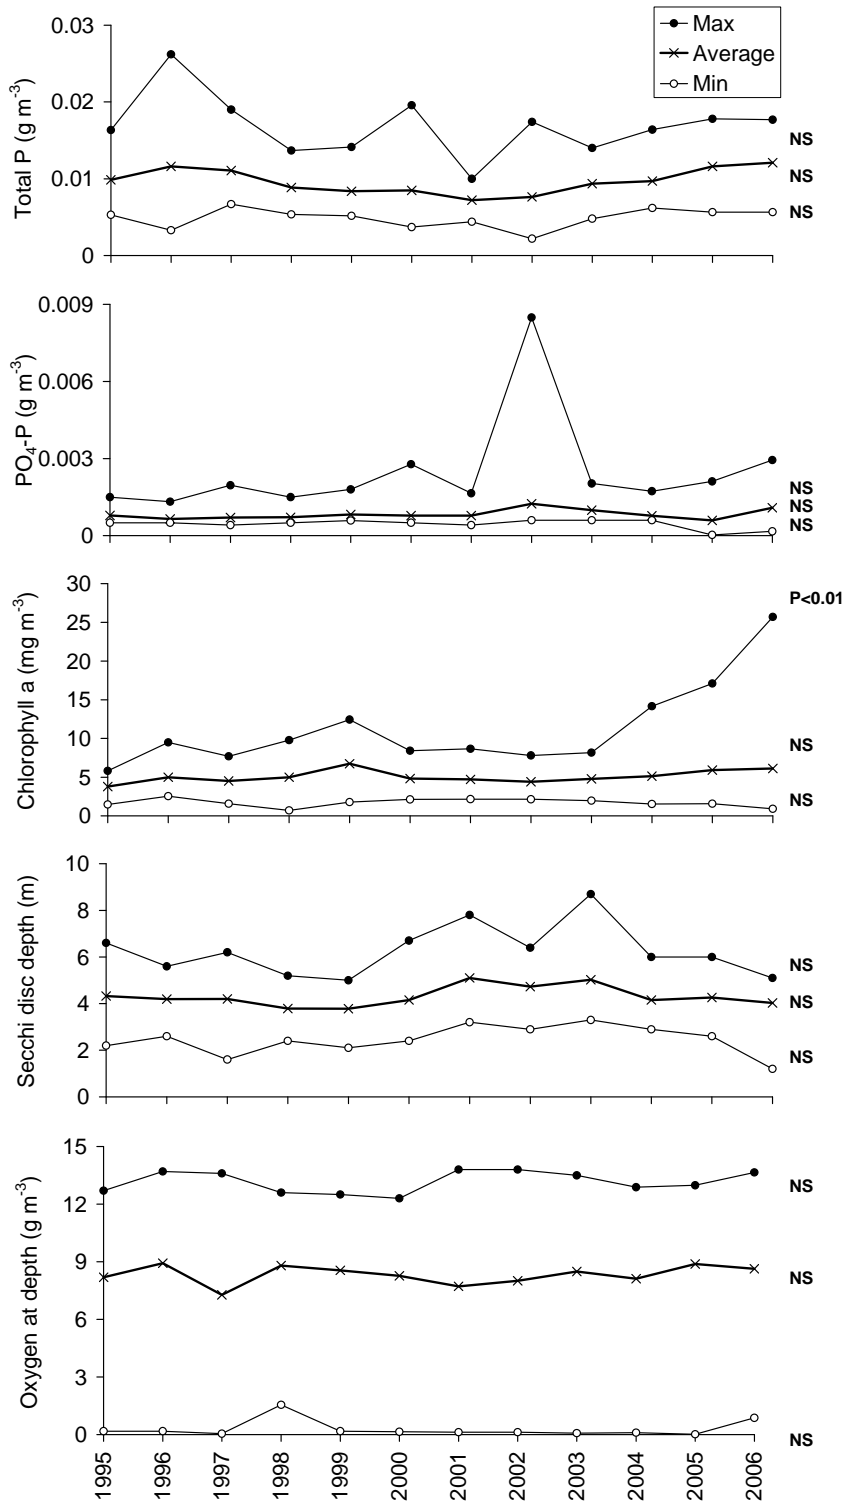 Max
Average
Min
Total P (g m-3)
0.03
0.02
0.01
0
NS
NS
NS
PO4-P (g m-3)
0.009
0.006
0.003
0
NS
NS
NS
Chlorophyll a (mg m-3)
30
25
20
15
10
5
0
P<0.01
NS
NS
Secchi disc depth (m)
10
8
6
4
2
0
NS
NS
NS
Oxygen at depth (g m-3)
15
12
9
6
3
0
NS
NS
NS
1995
1996
1997
1998
1999
2000
2001
2002
2003
2004
2005
2006